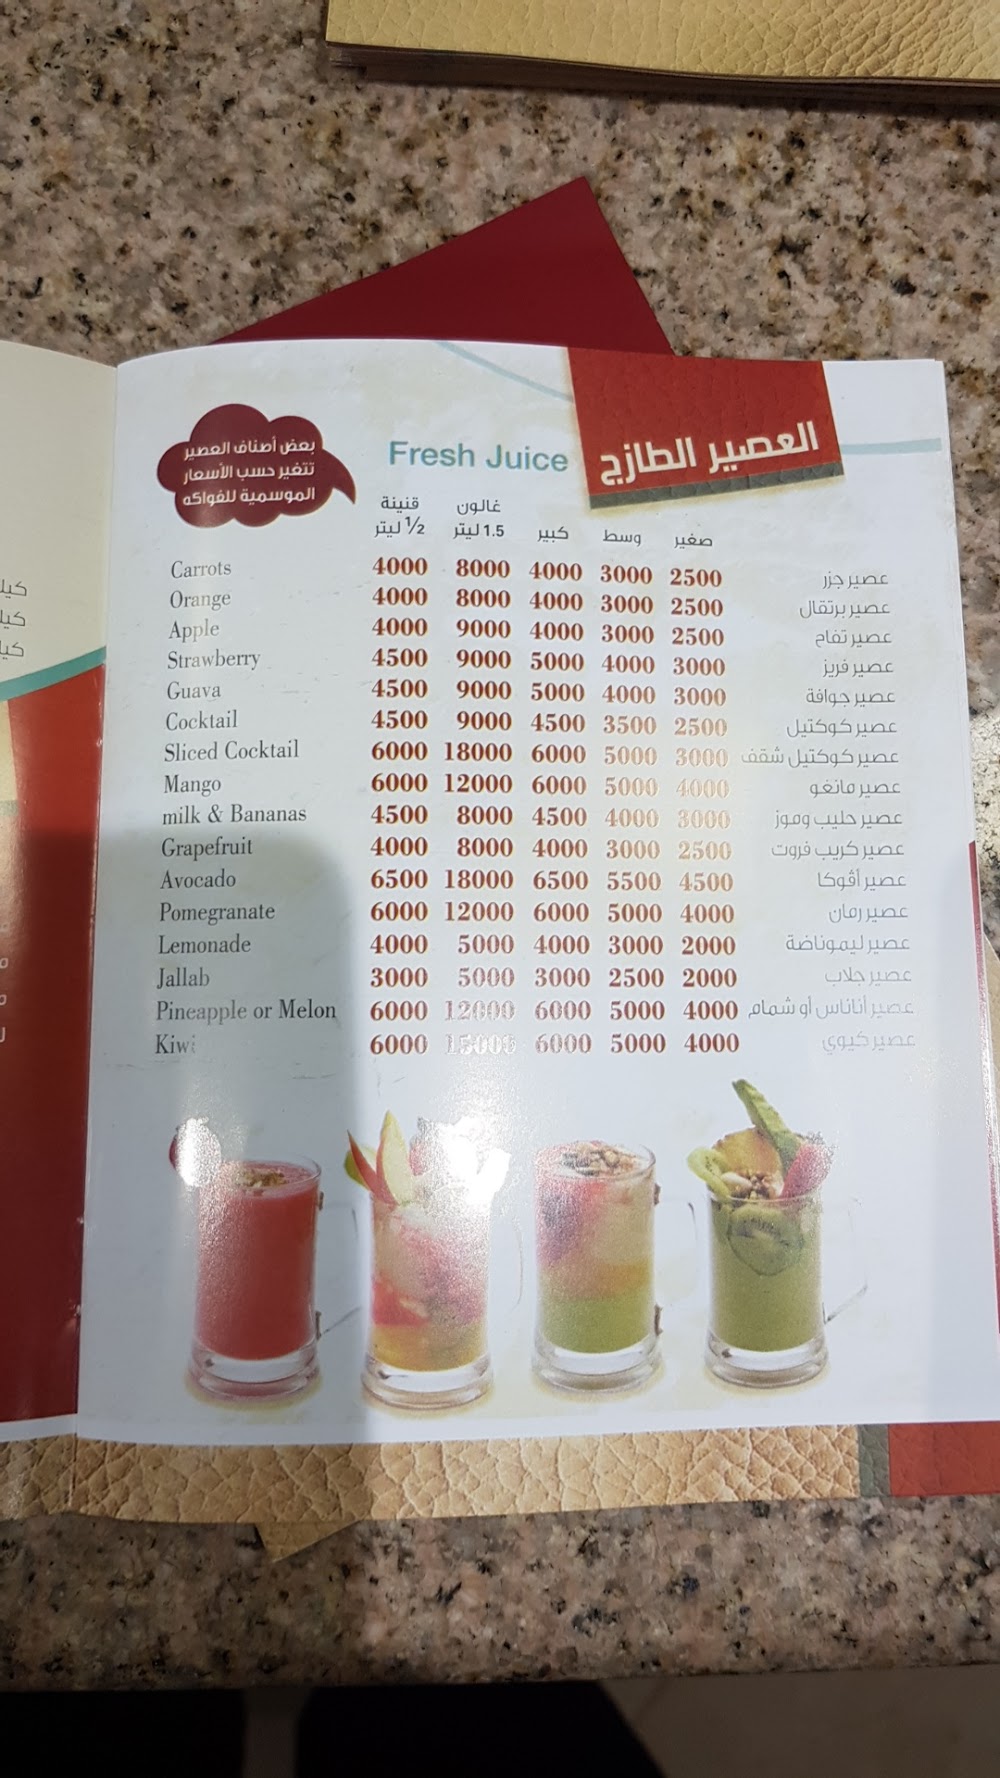 العصير الطازج
Fresh Juice
بعض أصناف العصير
تتغير حسب الأسعار
الموسمية للفواكه
قنينة غالون
½ ليتر 1.5 ليتر كبير وسط صغير
Carrots 4000 8000 4000 3000 2500 عصير جزر
Orange 4000 8000 4000 3000 2500 عصير برتقال
Apple 4000 9000 4000 3000 2500 عصير تفاح
Strawberry 4500 9000 5000 4000 3000 عصير فريز
Guava 4500 9000 5000 4000 3000 عصير جوافة
Cocktail 4500 9000 4500 3500 2500 عصير كوكتيل
Sliced Cocktail 6000 18000 6000 5000 3000 عصير كوكتيل شقف
Mango 6000 12000 6000 5000 4000 عصير مانغو
milk & Bananas 4500 8000 4500 4000 3000 عصير حليب وموز
Grapefruit 4000 8000 4000 3000 2500 عصير كريب فروت
Avocado 6500 18000 6500 5500 4500 عصير أفوكا
Pomegranate 6000 12000 6000 5000 4000 عصير رمان
Lemonade 4000 5000 4000 3000 2000 عصير ليموناضة
Jallab 3000 5000 3000 2500 2000 عصير جلاب
Pineapple or Melon 6000 12000 6000 5000 4000 عصير أناناس أو شمام
Kiwi 6000 15000 6000 5000 4000 عصير كيوي